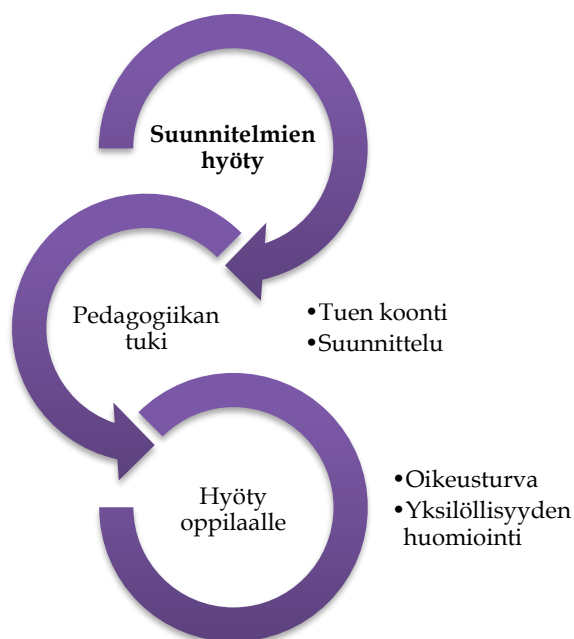 Suunnitelmien
hyöty
Pedagogiikan
tuki
•Tuen koonti
•Suunnittelu
Hyöty
oppilaalle
•Oikeusturva
•Yksilöllisyyden
huomiointi